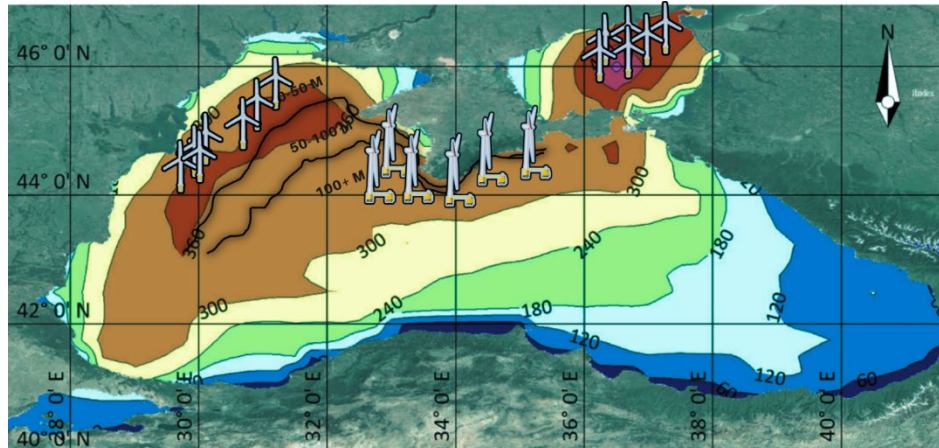 46° 0' N
N
0-50 M
360
50-100 M
100+ M
44° 0' N
300
360
300
240
180
120
42° 0' N
300
240
180
120
120
60
60
40° 0' N
28° 0' E
30° 0' E
32° 0' E
34° 0' E
36° 0' E
38° 0' E
40° 0' E